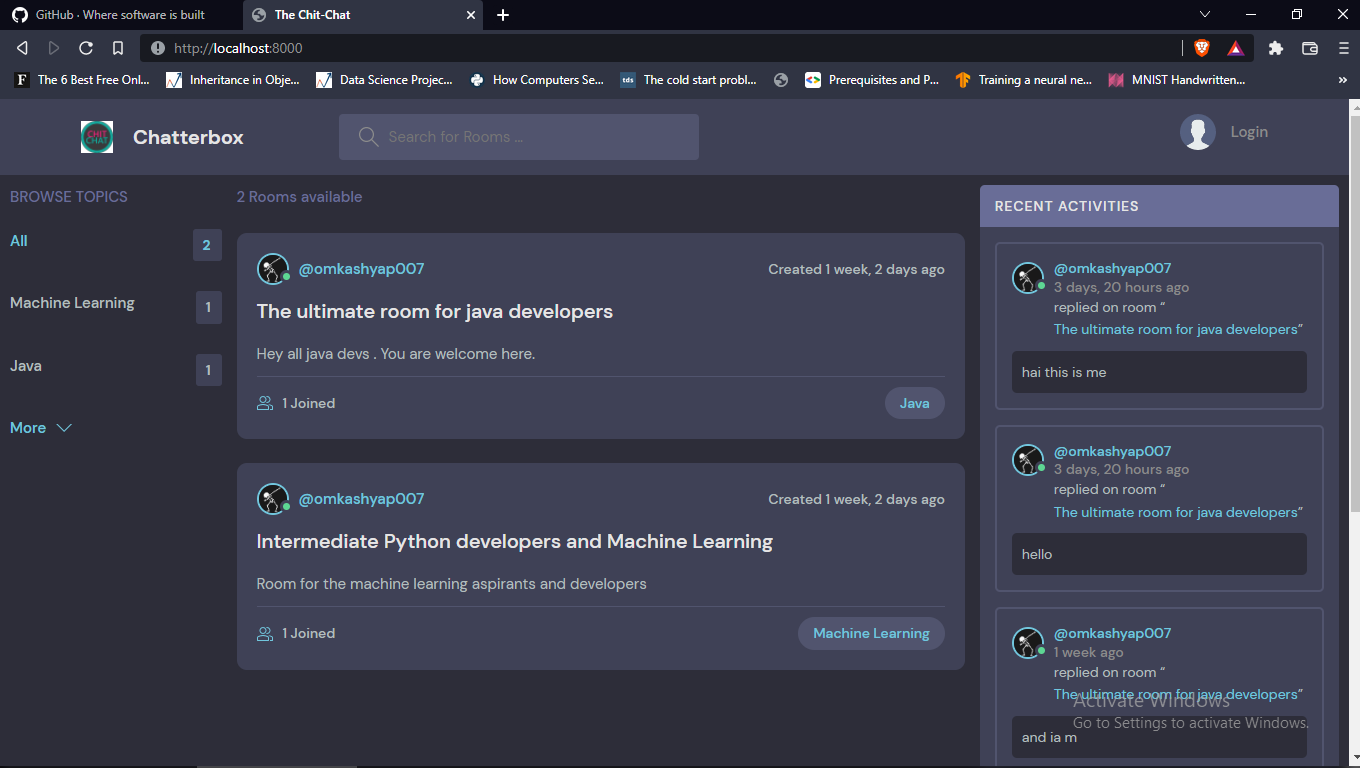 GitHub · Where software is built
The Chit-Chat
http://localhost:8000
The 6 Best Free Onl...
Inheritance in Obje...
Data Science Projec...
How Computers Se...
tds
The cold start probl...
Prerequisites and P...
Training a neural ne...
MNIST Handwritten...
CHIT
CHAT
Chatterbox
Search for Rooms ...
Login
BROWSE TOPICS
All
2
Machine Learning
1
Java
1
More
2 Rooms available
@omkashyap007
Created 1 week, 2 days ago
The ultimate room for java developers
Hey all java devs . You are welcome here.
1 Joined
Java
@omkashyap007
Created 1 week, 2 days ago
Intermediate Python developers and Machine Learning
Room for the machine learning aspirants and developers
1 Joined
Machine Learning
RECENT ACTIVITIES
@omkashyap007
3 days, 20 hours ago
replied on room “
The ultimate room for java developers”
hai this is me
@omkashyap007
3 days, 20 hours ago
replied on room “
The ultimate room for java developers”
hello
@omkashyap007
1 week ago
replied on room “
The ultimate room for java developers”
and ia m
Activate Windows
Go to Settings to activate Windows.